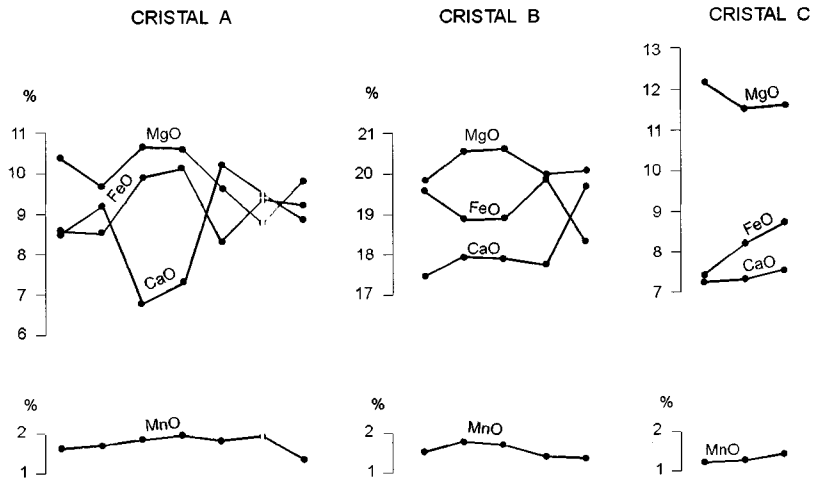 CRISTAL A
CRISTAL B
CRISTAL C
%
11
10
9
8
7
6
MgO
FeO
CaO
%
2
1
MnO
%
21
20
19
18
17
MgO
FeO
CaO
%
2
1
MnO
13
12
11
10
9
8
7
MgO
FeO
CaO
%
2
1
MnO